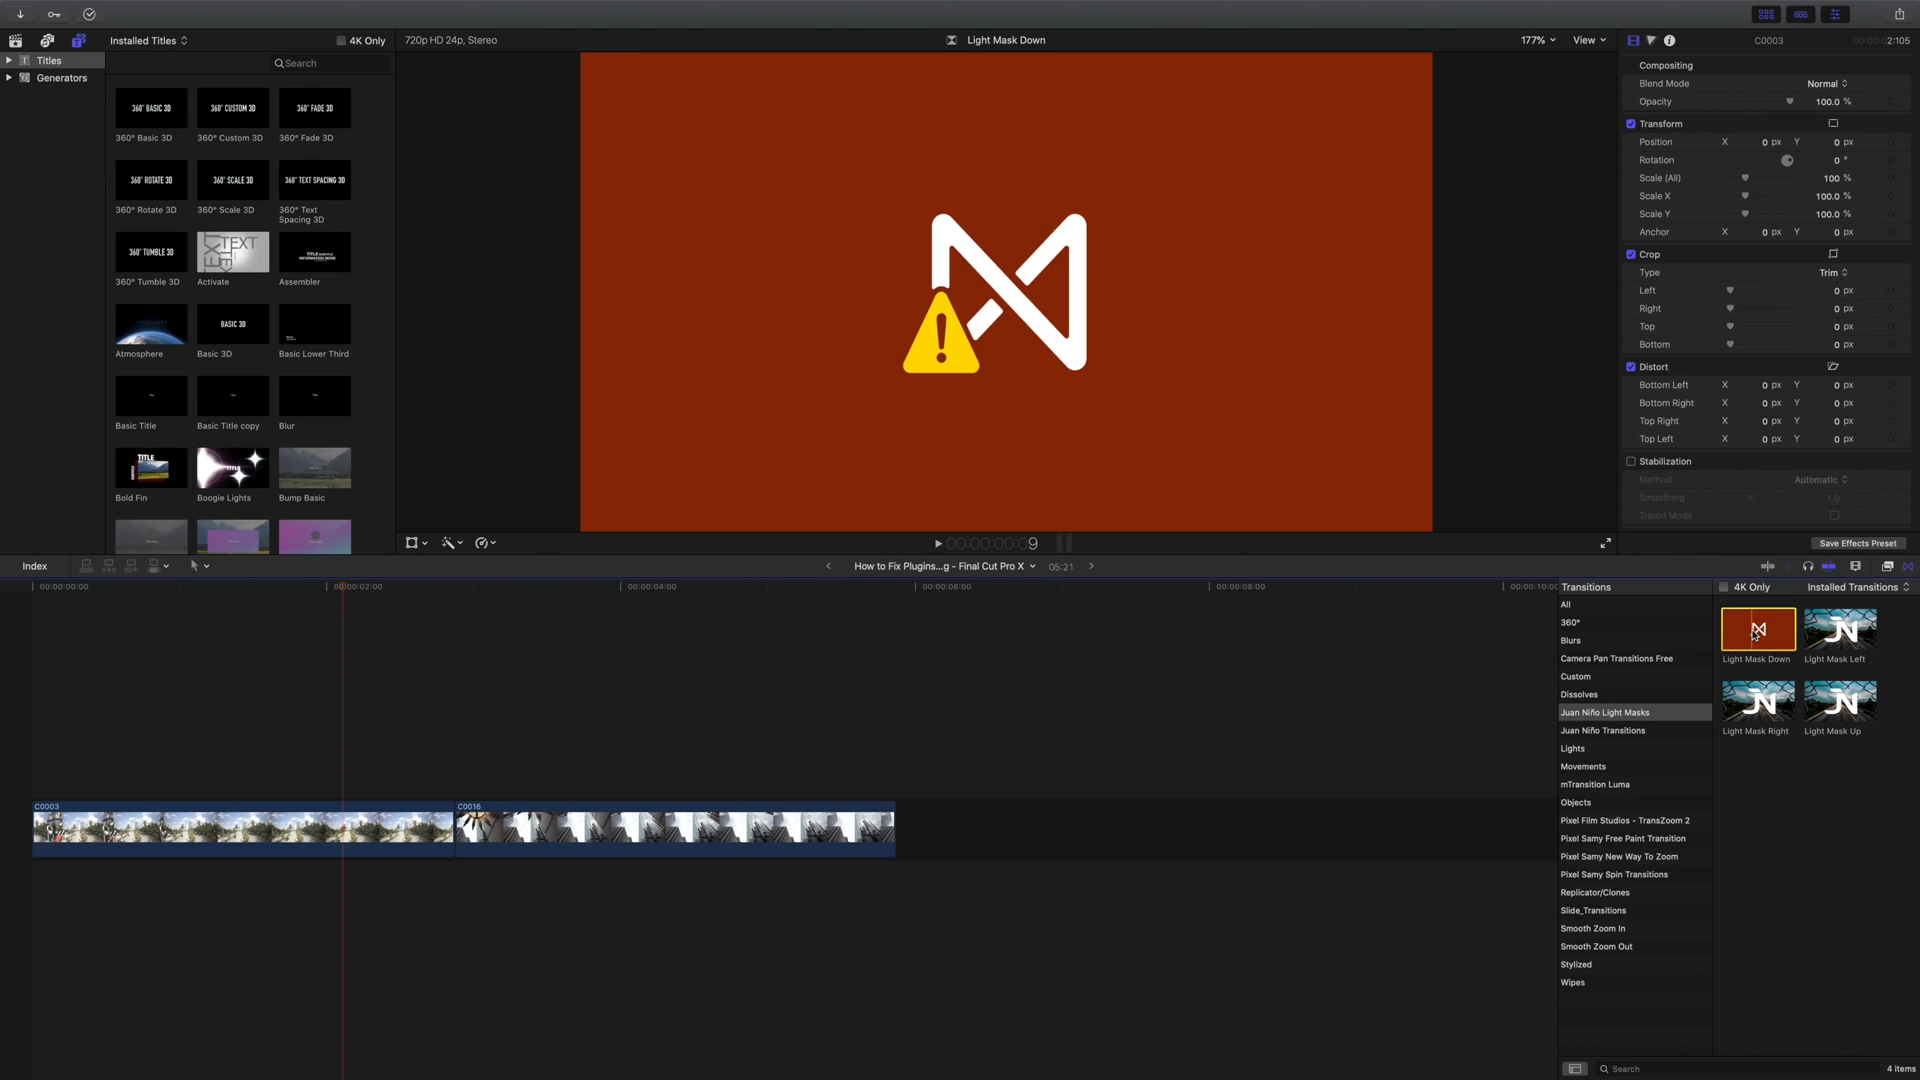 Installed Titles
4K Only
720p HD 24p, Stereo
Light Mask Down
177%
View
C0003
2:105
Titles
Generators
Search
360° BASIC 3D
360° CUSTOM 3D
360° FADE 3D
360° Basic 3D
360° Custom 3D
360° Fade 3D
360° ROTATE 3D
360° SCALE 3D
360° TEXT SPACING 3D
360° Rotate 3D
360° Scale 3D
360° Text
Spacing 3D
360° TUMBLE 3D
TEXT
360° Tumble 3D
Activate
Assembler
BASIC 3D
Atmosphere
Basic 3D
Basic Lower Third
Basic Title
Basic Title copy
Blur
TITLE
Bold Fin
Boogie Lights
Bump Basic
Compositing
Blend Mode
Normal
Opacity
100.0 %
Transform
Position X 0 px Y 0 px
Rotation 0 °
Scale (All) 100 %
Scale X 100.0 %
Scale Y 100.0 %
Anchor X 0 px Y 0 px
Crop
Type Trim
Left 0 px
Right 0 px
Top 0 px
Bottom 0 px
Distort
Bottom Left X 0 px Y 0 px
Bottom Right X 0 px Y 0 px
Top Right X 0 px Y 0 px
Top Left X 0 px Y 0 px
Stabilization
Method Automatic
Smoothing 1.0
Tripod Mode
Save Effects Preset
00:00:00:09
Index
How to Fix Plugins...g - Final Cut Pro X
05:21
00:00:00:00
00:00:02:00
00:00:04:00
00:00:06:00
00:00:08:00
00:00:10:00
C0003
C0016
Transitions
4K Only
Installed Transitions
All
360°
Blurs
Camera Pan Transitions Free
Custom
Dissolves
Juan Niño Light Masks
Juan Niño Transitions
Lights
Movements
mTransition Luma
Objects
Pixel Film Studios - TransZoom 2
Pixel Samy Free Paint Transition
Pixel Samy New Way To Zoom
Pixel Samy Spin Transitions
Replicator/Clones
Slide_Transitions
Smooth Zoom In
Smooth Zoom Out
Stylized
Wipes
Light Mask Down
Light Mask Left
Light Mask Right
Light Mask Up
Search
4 items